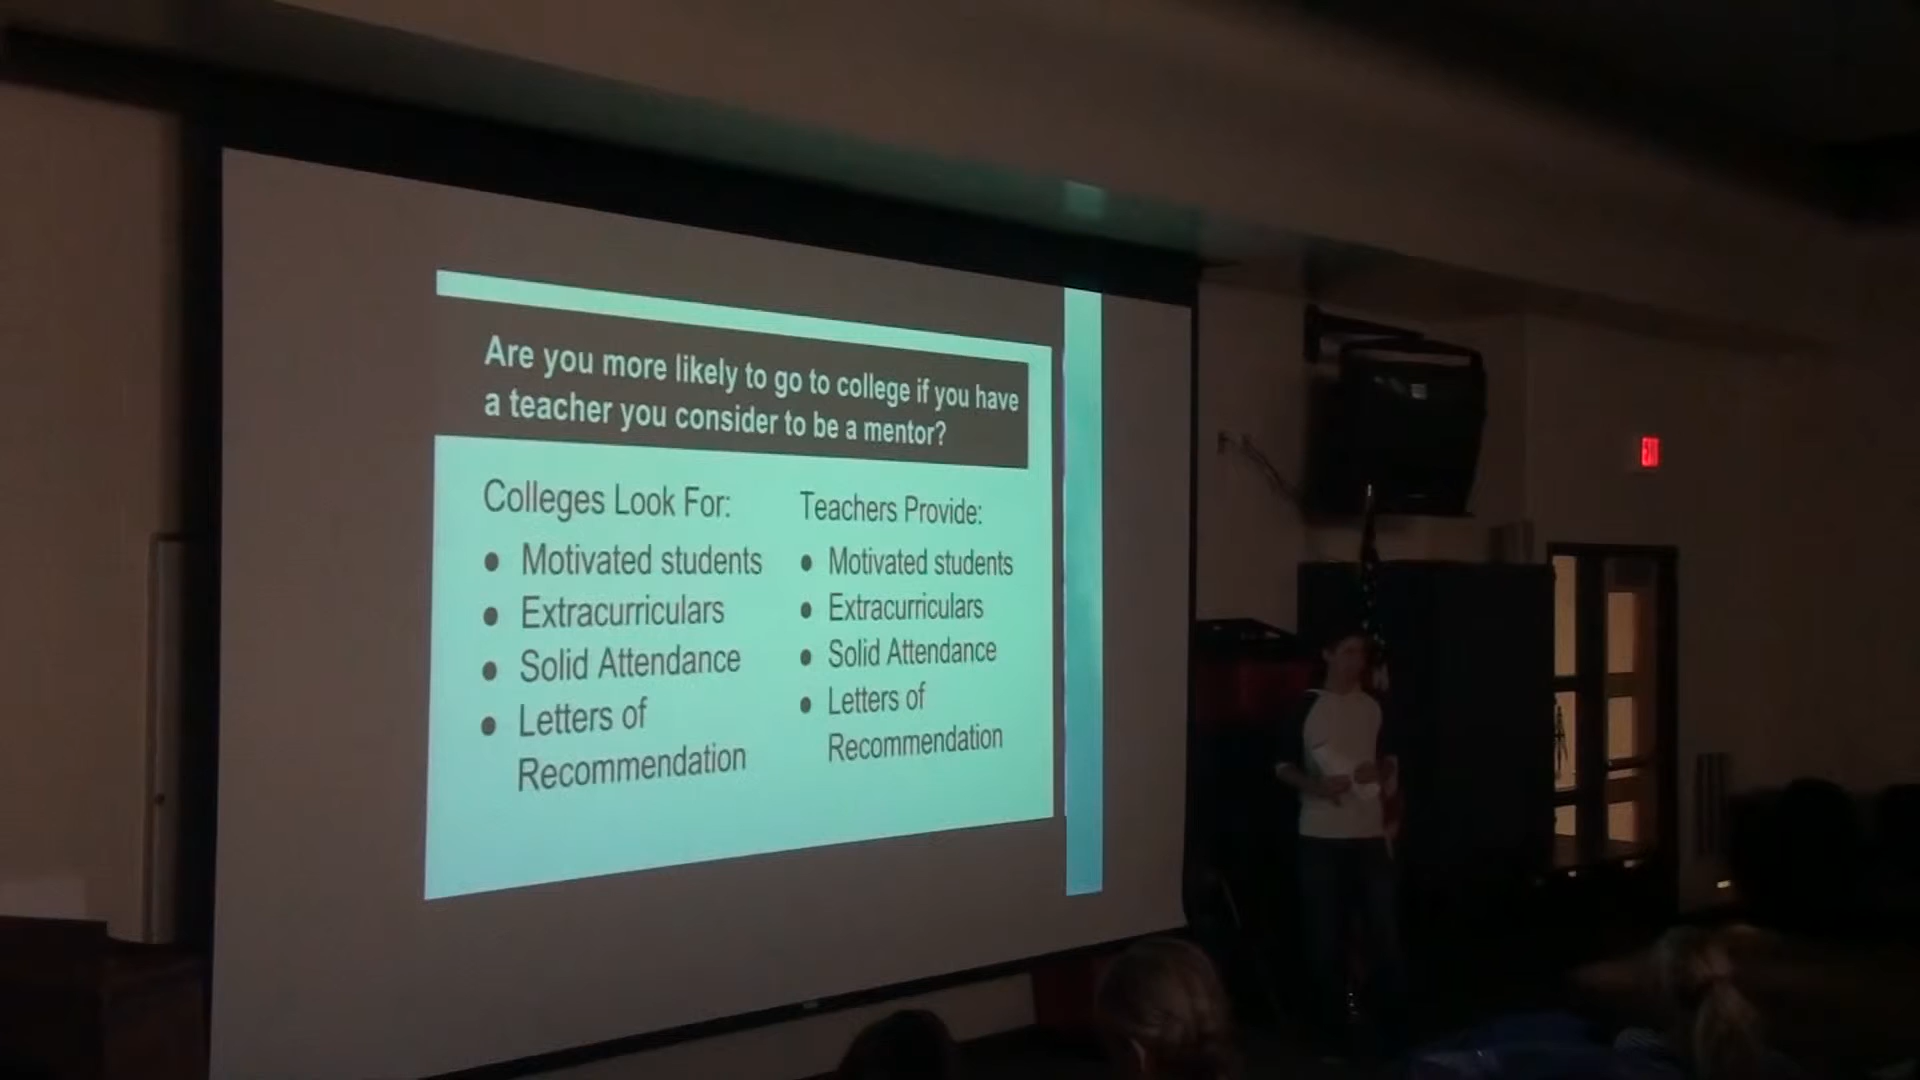 Are you more likely to go to college if you have
a teacher you consider to be a mentor?
Colleges Look For:
● Motivated students
● Extracurriculars
● Solid Attendance
● Letters of
Recommendation
Teachers Provide:
● Motivated students
● Extracurriculars
● Solid Attendance
● Letters of
Recommendation